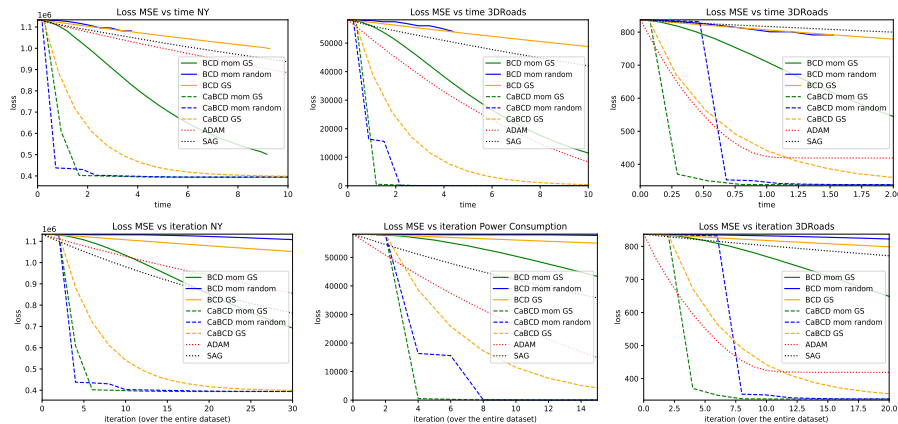 Loss MSE vs time NY
1e6
1.1
1.0
0.9
0.8
0.7
0.6
0.5
0.4
loss
0
2
4
6
8
10
time
BCD mom GS
BCD mom random
BCD GS
CaBCD mom GS
CaBCD mom random
CaBCD GS
ADAM
SAG
Loss MSE vs time 3DRoads
50000
40000
30000
20000
10000
0
loss
0
2
4
6
8
10
time
BCD mom GS
BCD mom random
BCD GS
CaBCD mom GS
CaBCD mom random
CaBCD GS
ADAM
SAG
Loss MSE vs time 3DRoads
800
700
600
500
400
loss
0.00
0.25
0.50
0.75
1.00
1.25
1.50
1.75
2.00
time
BCD mom GS
BCD mom random
BCD GS
CaBCD mom GS
CaBCD mom random
CaBCD GS
ADAM
SAG
Loss MSE vs iteration NY
1e6
1.1
1.0
0.9
0.8
0.7
0.6
0.5
0.4
loss
0
5
10
15
20
25
30
iteration (over the entire dataset)
BCD mom GS
BCD mom random
BCD GS
CaBCD mom GS
CaBCD mom random
CaBCD GS
ADAM
SAG
Loss MSE vs iteration Power Consumption
50000
40000
30000
20000
10000
0
loss
0
2
4
6
8
10
12
14
iteration (over the entire dataset)
BCD mom GS
BCD mom random
BCD GS
CaBCD mom GS
CaBCD mom random
CaBCD GS
ADAM
SAG
Loss MSE vs iteration 3DRoads
800
700
600
500
400
loss
0.0
2.5
5.0
7.5
10.0
12.5
15.0
17.5
20.0
iteration (over the entire dataset)
BCD mom GS
BCD mom random
BCD GS
CaBCD mom GS
CaBCD mom random
CaBCD GS
ADAM
SAG